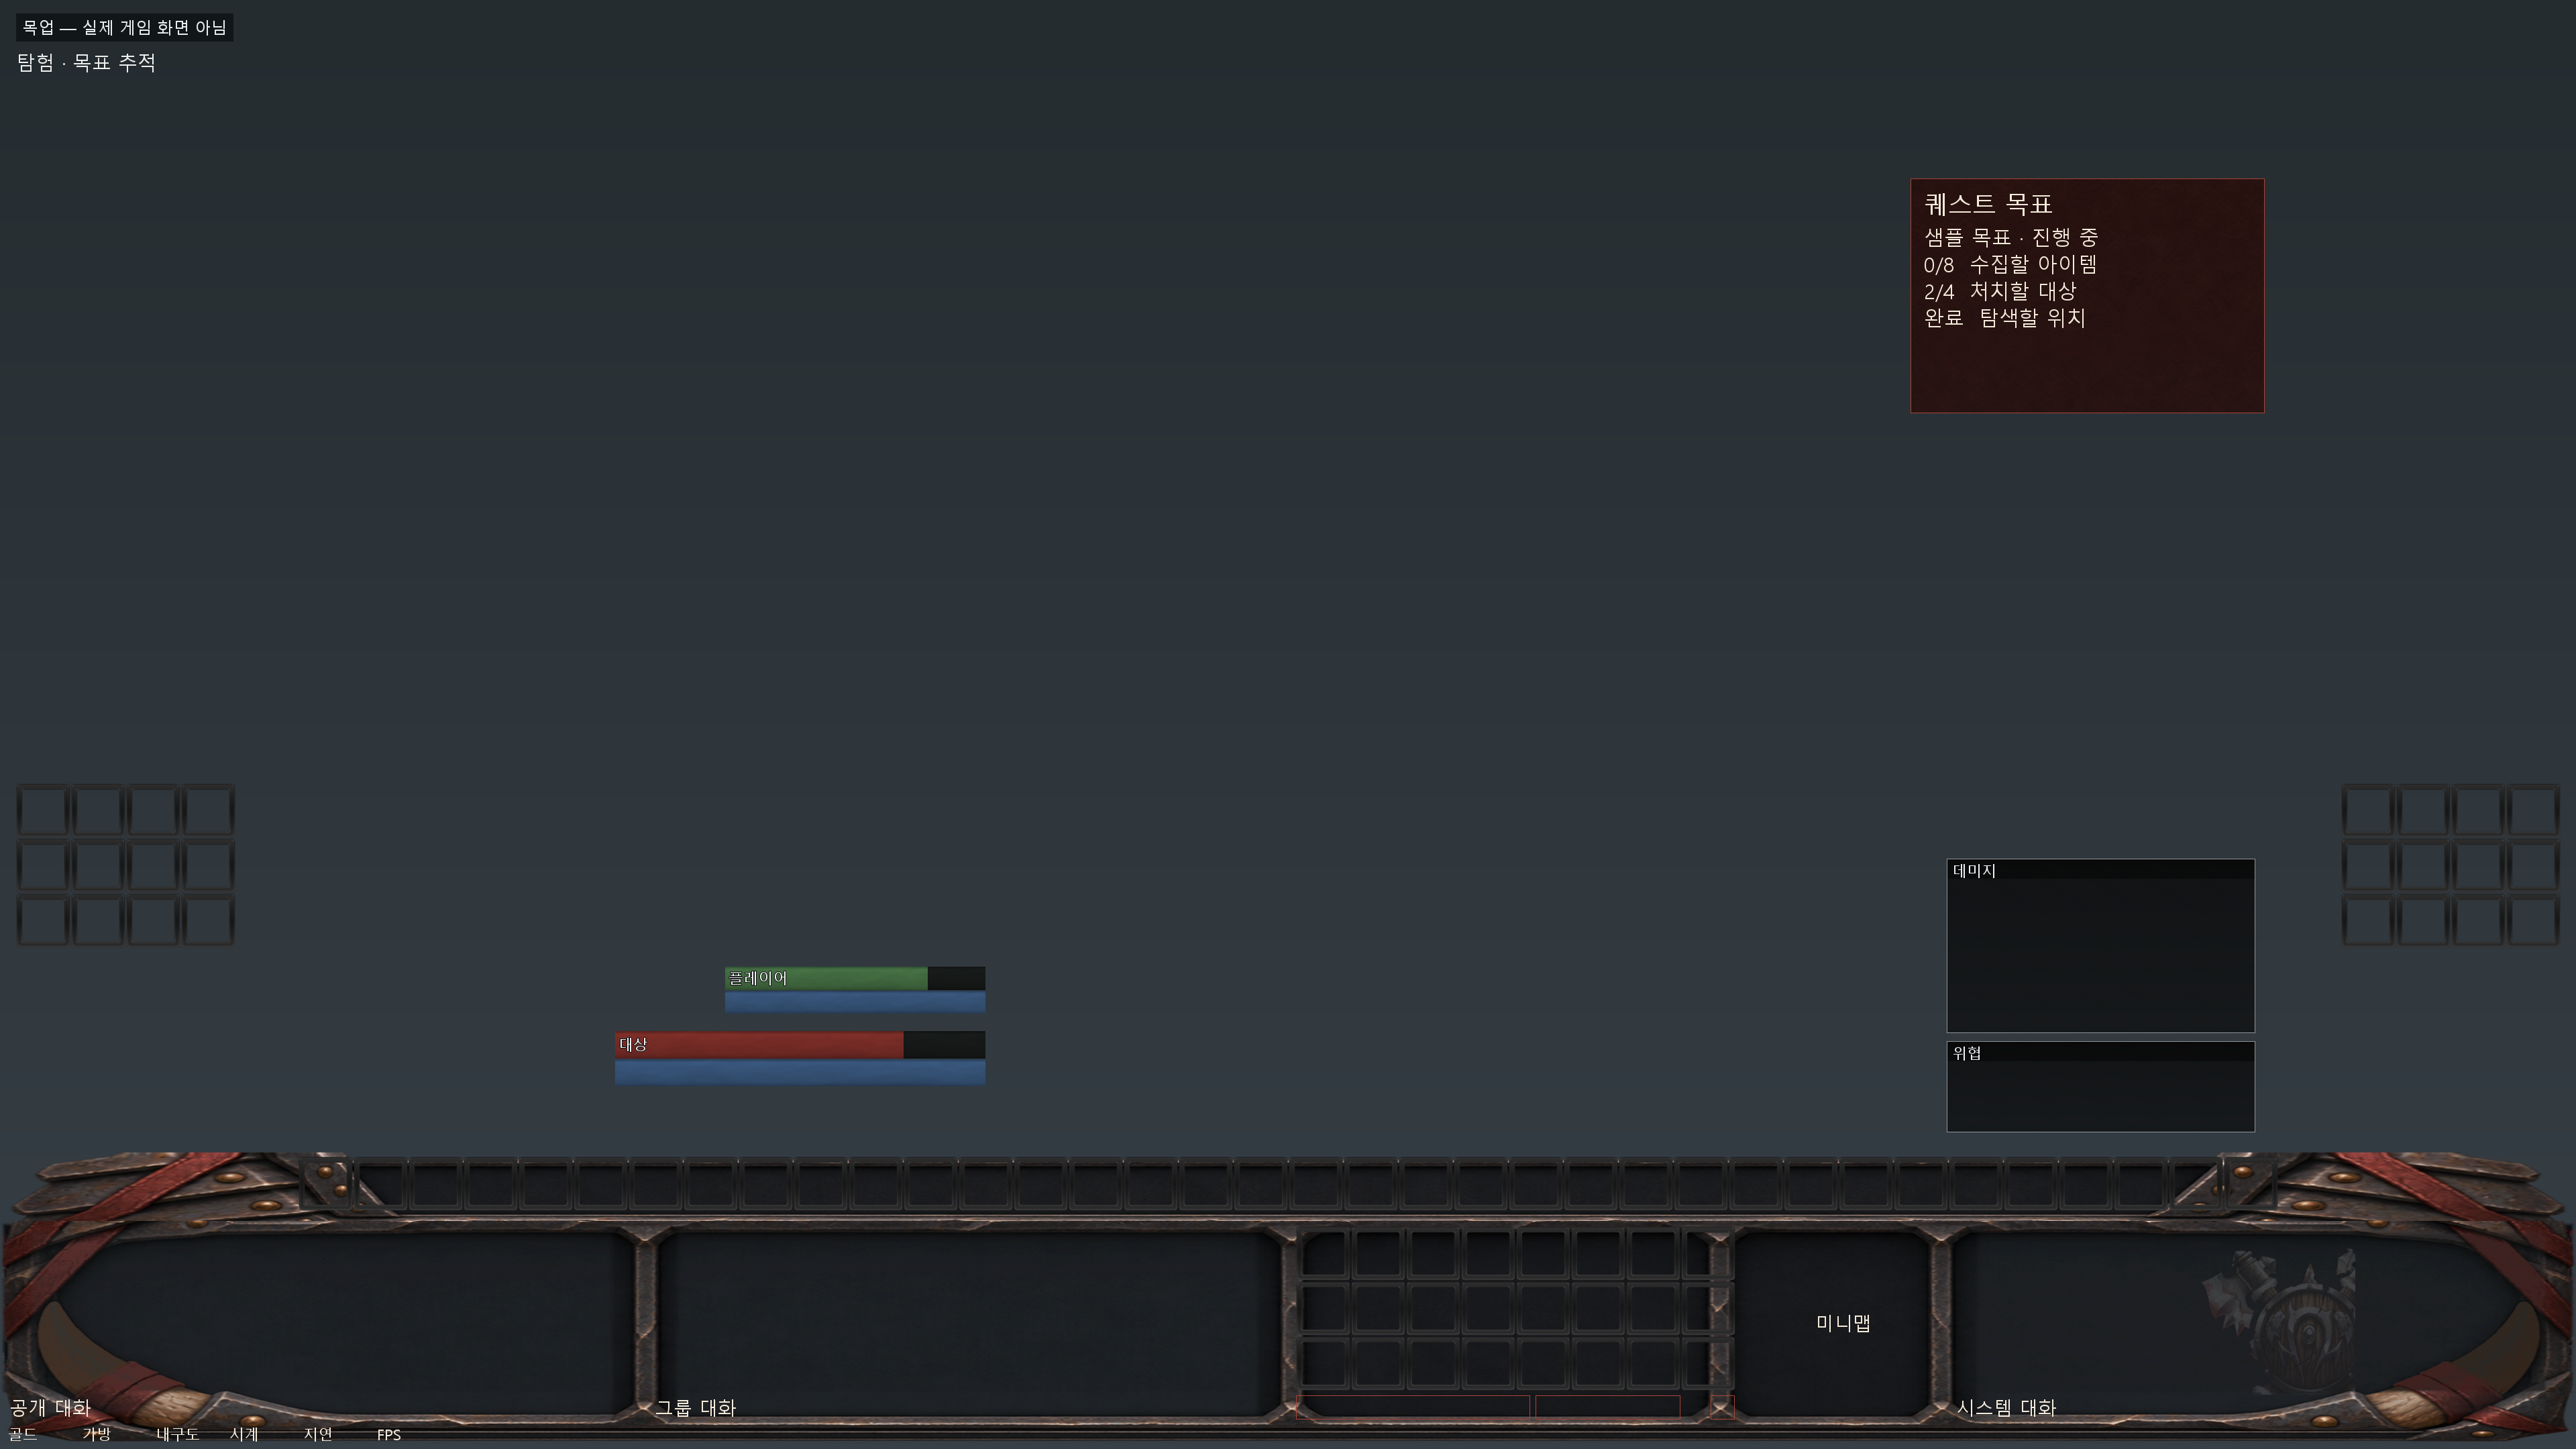 목업 — 실제 게임 화면 아님
탐험 · 목표 추적
퀘스트 목표
샘플 목표 · 진행 중
0/8 수집할 아이템
2/4 처치할 대상
완료 탐색할 위치
데미지
플레이어
대상
위협
미니맵
공개 대화
그룹 대화
시스템 대화
골드 가방 내구도 시계 지연 FPS